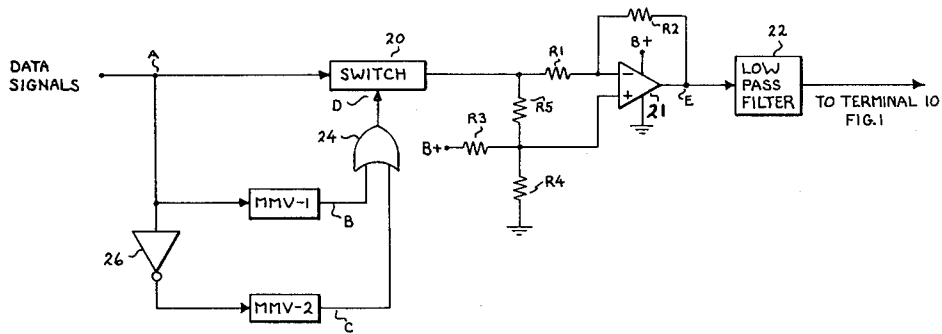 20
22
A
DATA
SIGNALS
SWITCH
D
24
R1
R2
B+
−
+
21
E
LOW
PASS
FILTER
TO TERMINAL 10
FIG.1
R3
R5
B+
R4
MMV-1
B
26
MMV-2
C